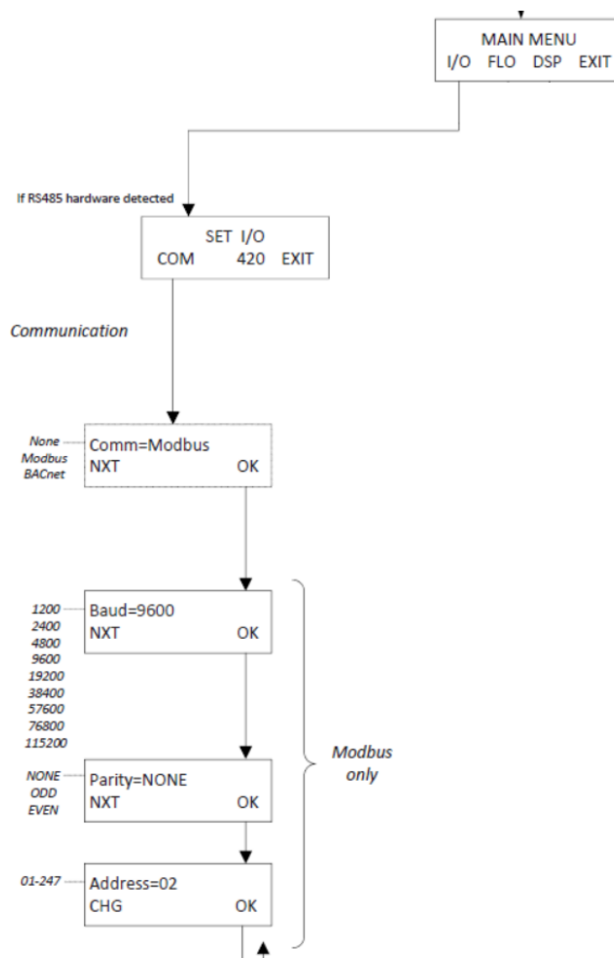 MAIN MENU
I/O FLO DSP EXIT
If RS485 hardware detected
SET I/O
COM 420 EXIT
Communication
None
Modbus
BACnet
Comm=Modbus
NXT OK
1200
2400
4800
9600
19200
38400
57600
76800
115200
Baud=9600
NXT OK
Modbus
only
NONE
ODD
EVEN
Parity=NONE
NXT OK
01-247
Address=02
CHG OK